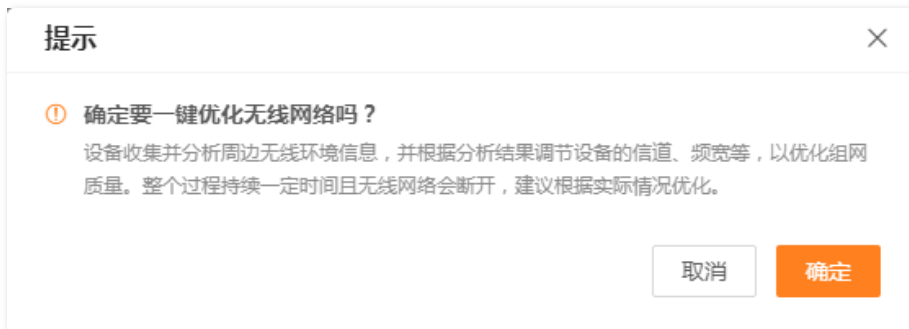 提示
确定要一键优化无线网络吗？
设备收集并分析周边无线环境信息，并根据分析结果调节设备的信道、频宽等，以优化组网
质量。整个过程持续一定时间且无线网络会断开，建议根据实际情况优化。
取消 确定